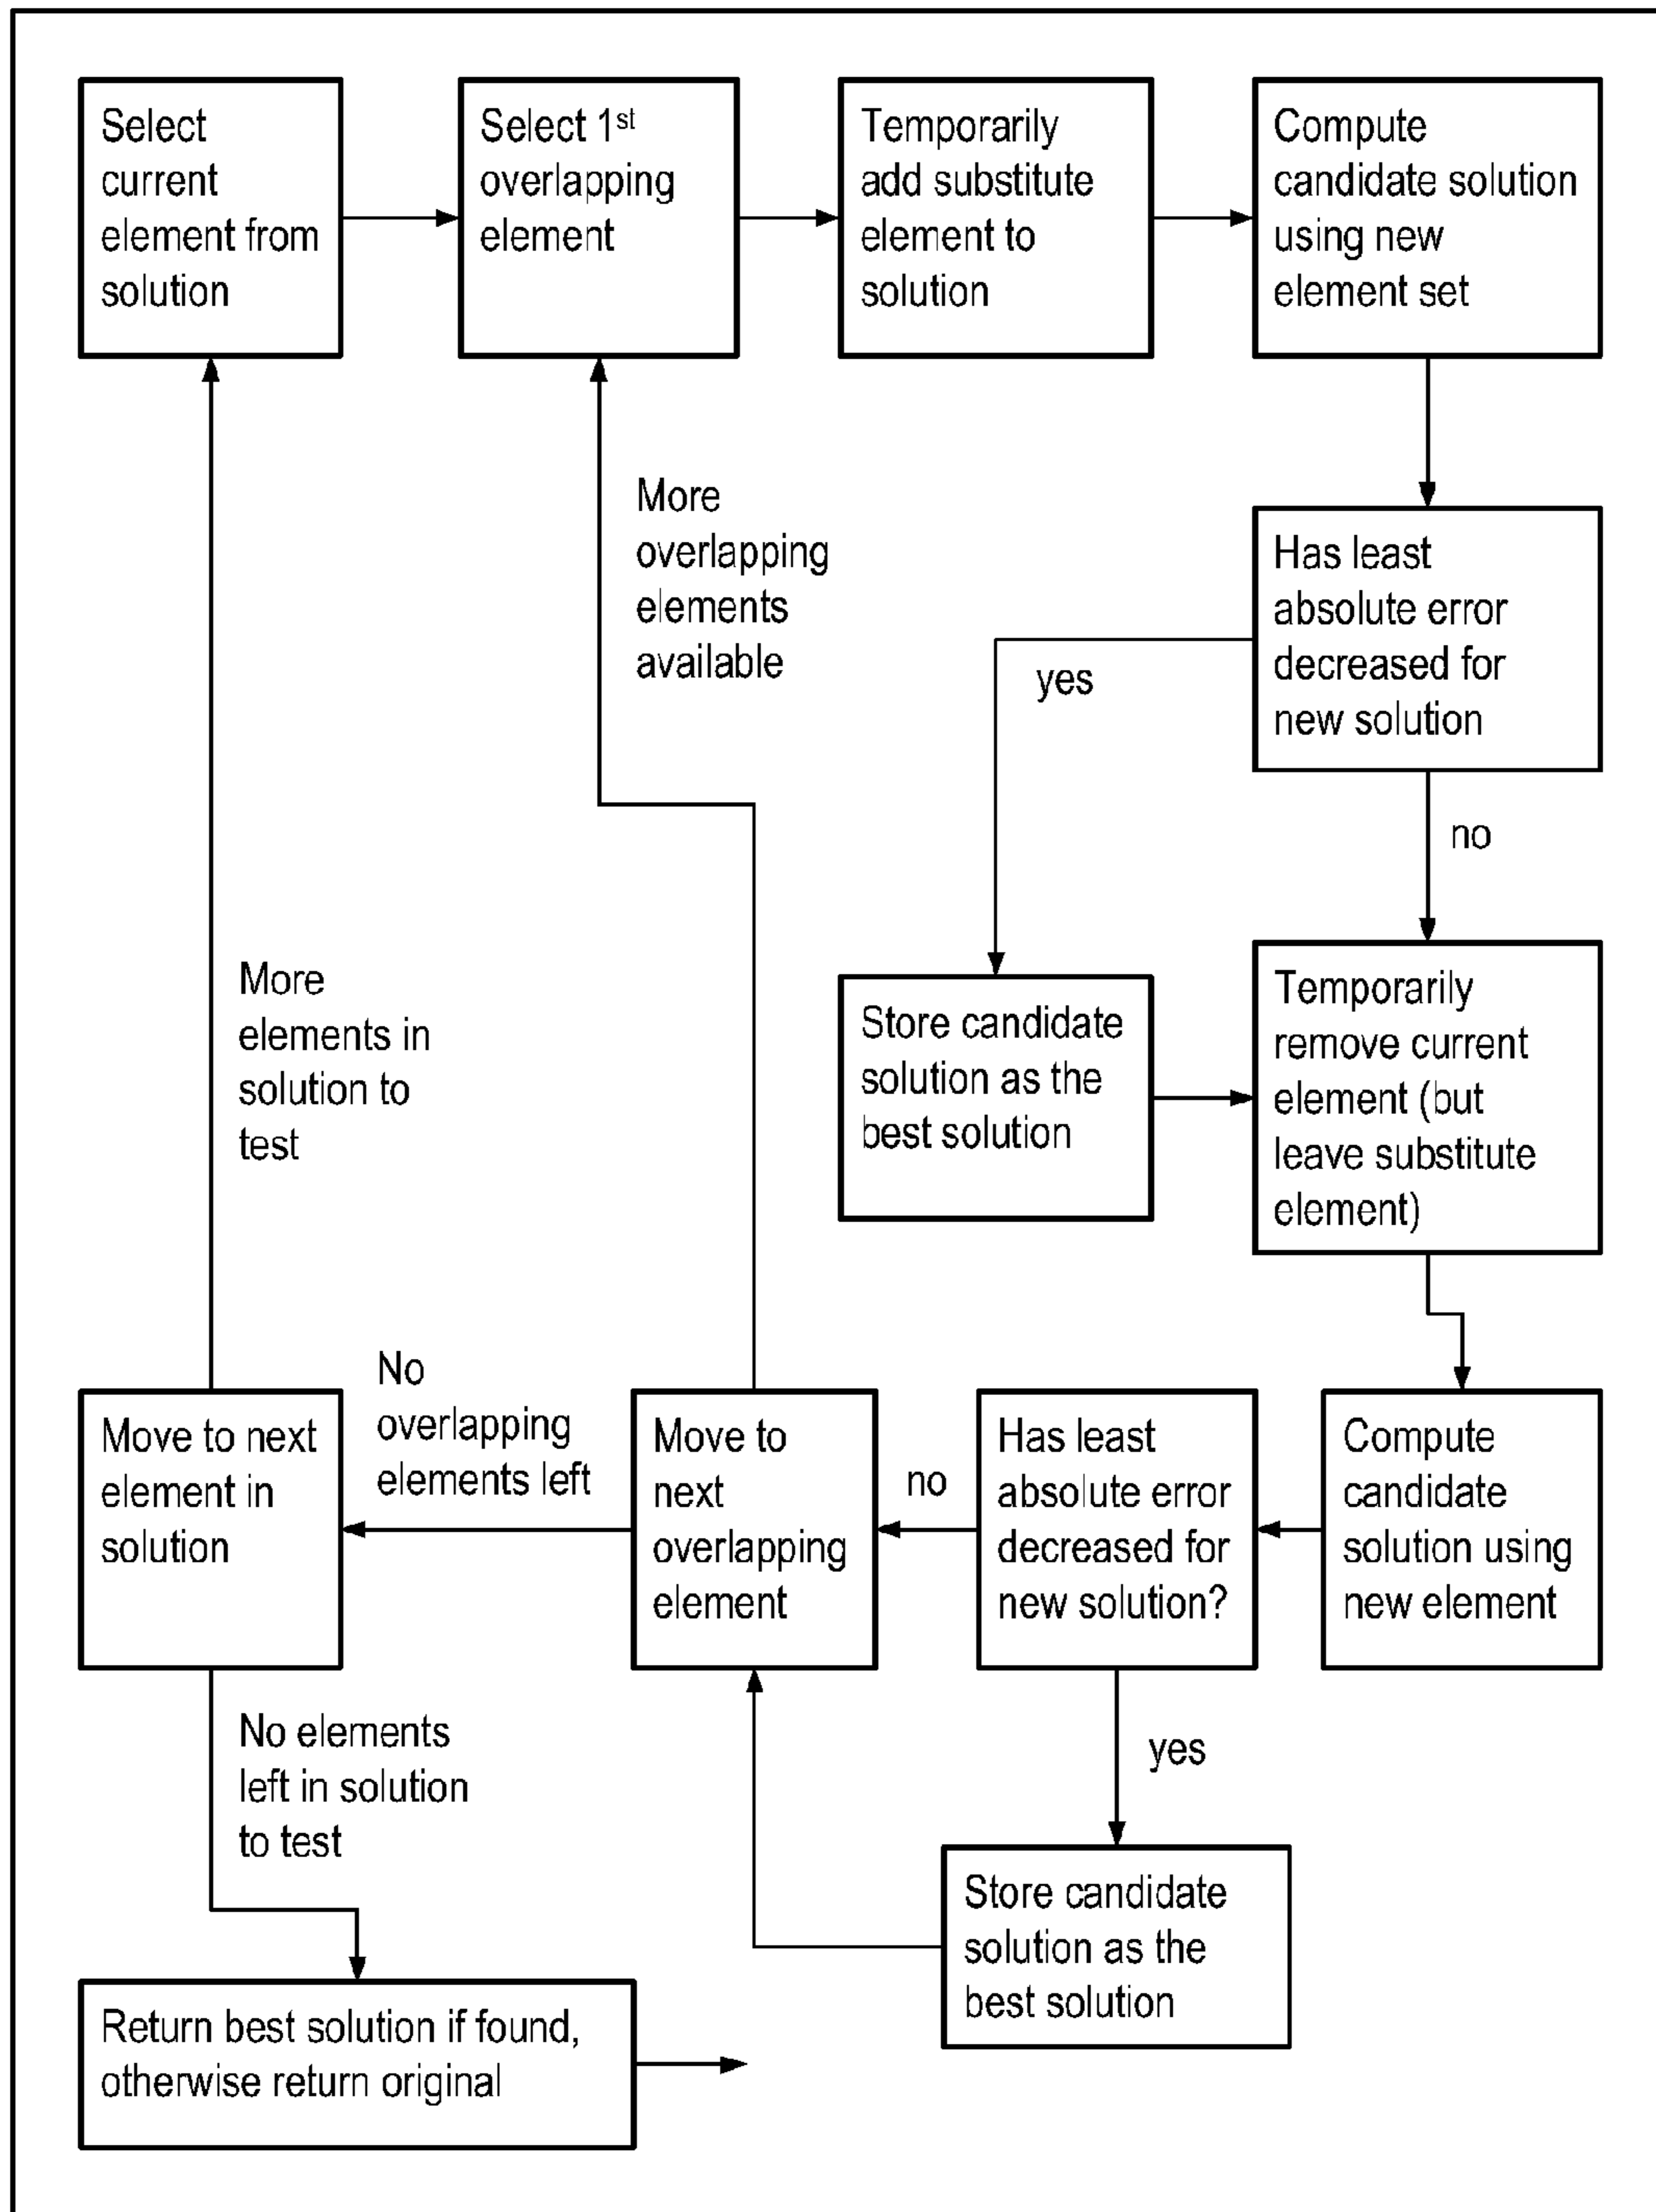 Select
current
element from
solution
Select 1st
overlapping
element
Temporarily
add substitute
element to
solution
Compute
candidate solution
using new
element set
More
overlapping
elements
available
Has least
absolute error
decreased for
new solution
yes
no
More
elements in
solution to
test
Store candidate
solution as the
best solution
Temporarily
remove current
element (but
leave substitute
element)
No
overlapping
elements left
Move to next
element in
solution
Move to
next
overlapping
element
no
Has least
absolute error
decreased for
new solution?
Compute
candidate
solution using
new element
No elements
left in solution
to test
yes
Store candidate
solution as the
best solution
Return best solution if found,
otherwise return original